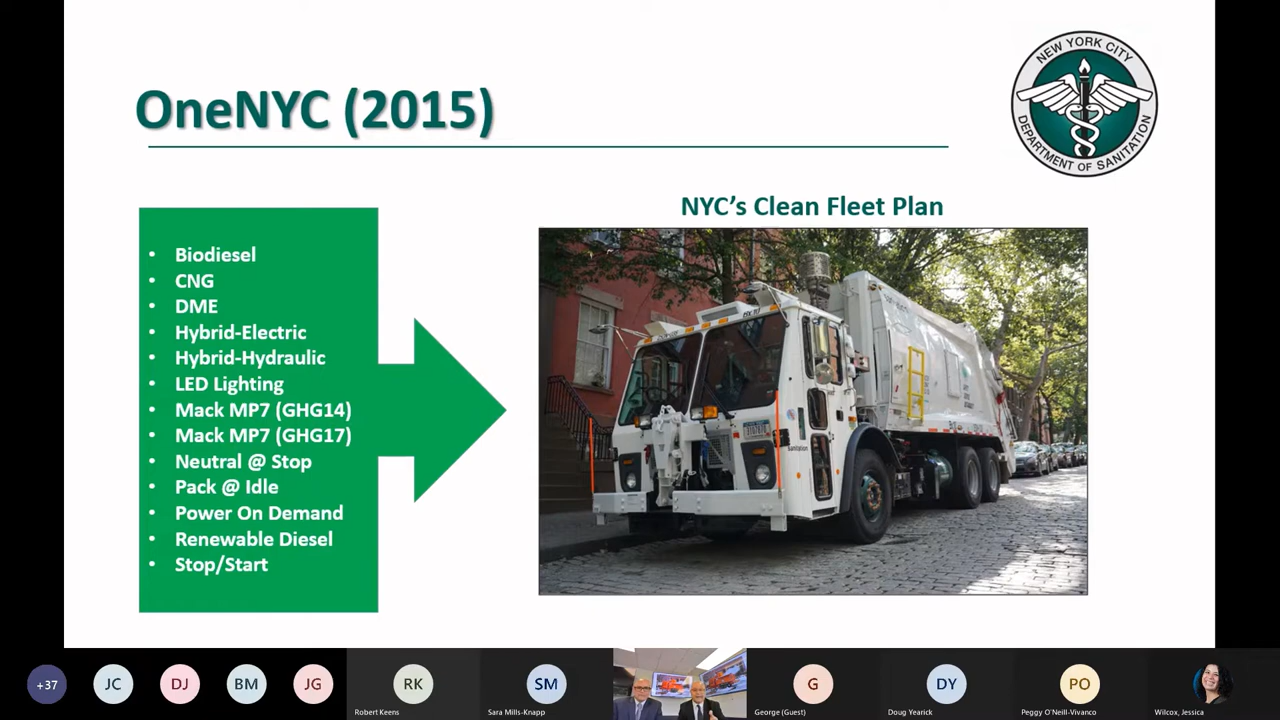 OneNYC (2015)
NEW YORK CITY
DEPARTMENT OF SANITATION
NYC's Clean Fleet Plan
• Biodiesel
• CNG
• DME
• Hybrid-Electric
• Hybrid-Hydraulic
• LED Lighting
• Mack MP7 (GHG14)
• Mack MP7 (GHG17)
• Neutral @ Stop
• Pack @ Idle
• Power On Demand
• Renewable Diesel
• Stop/Start
Sanitation
+37
JC
DJ
BM
JG
RK
Robert Keens
SM
Sara Mills-Knapp
G
George (Guest)
DY
Doug Yearick
PO
Peggy O'Neill-Vivanco
Wilcox, Jessica